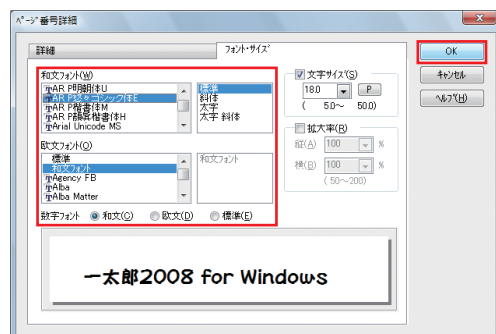 ページ番号詳細
詳細
フォント・サイズ
OK
キャンセル
ヘルプ(H)
和文フォント(W)
AR P明朝体U
AR P悠々ゴシック体E
AR P楷書体M
AR P顏眞楷書体H
Arial Unicode MS
標準
斜体
太字
太字 斜体
文字サイズ(S)
18.0
P
( 5.0～ 50.0)
拡大率(R)
縦(A) 100 %
横(B) 100 %
( 50～200)
欧文フォント(O)
標準
和文フォント
Agency FB
Alba
Alba Matter
和文フォント
数字フォント 和文(C) 欧文(D) 標準(E)
一太郎2008 for Windows